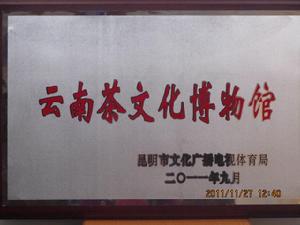 云南茶文化博物馆
昆明市文化广播电视体育局
二〇一一年九月
2011/11/27 12:40